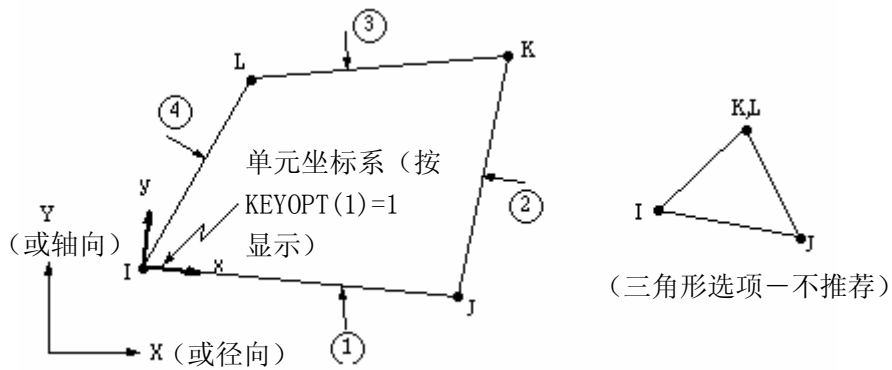 ③
L
K
④
K,L
单元坐标系（按
KEYOPT(1)=1
显示）
y
②
Y
（或轴向）
I
x
I
J
J
（三角形选项－不推荐）
①
X（或径向）